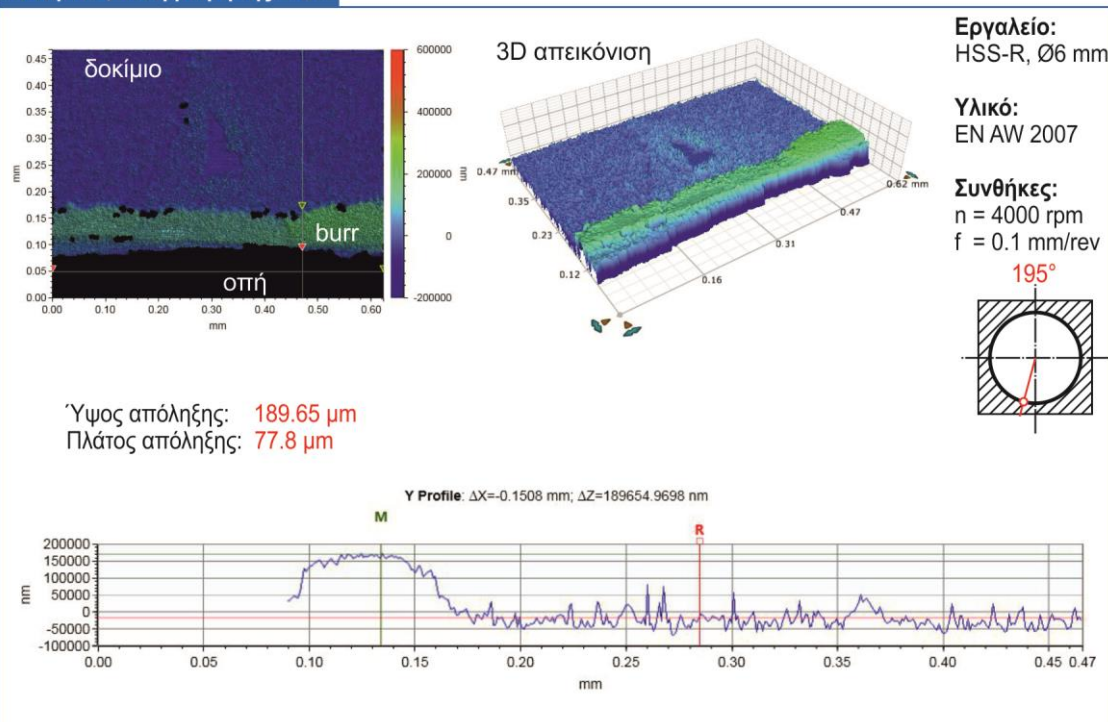 Εργαλείο:
HSS-R, Ø6 mm
Υλικό:
EN AW 2007
Συνθήκες:
n = 4000 rpm
f = 0.1 mm/rev
195°
δοκίμιο
burr
οπή
0.45
0.40
0.35
0.30
0.25
0.20
0.15
0.10
0.05
0.00
mm
0.00 0.10 0.20 0.30 0.40 0.50 0.60
mm
600000
400000
200000
0
-200000
nm
3D απεικόνιση
0.47 mm
0.35
0.23
0.12
0.16
0.31
0.47
0.62 mm
Ύψος απόληξης: 189.65 μm
Πλάτος απόληξης: 77.8 μm
Y Profile: ΔX=-0.1508 mm; ΔZ=189654.9698 nm
M
R
200000
150000
100000
50000
0
-50000
-100000
nm
0.00 0.05 0.10 0.15 0.20 0.25 0.30 0.35 0.40 0.45 0.47
mm